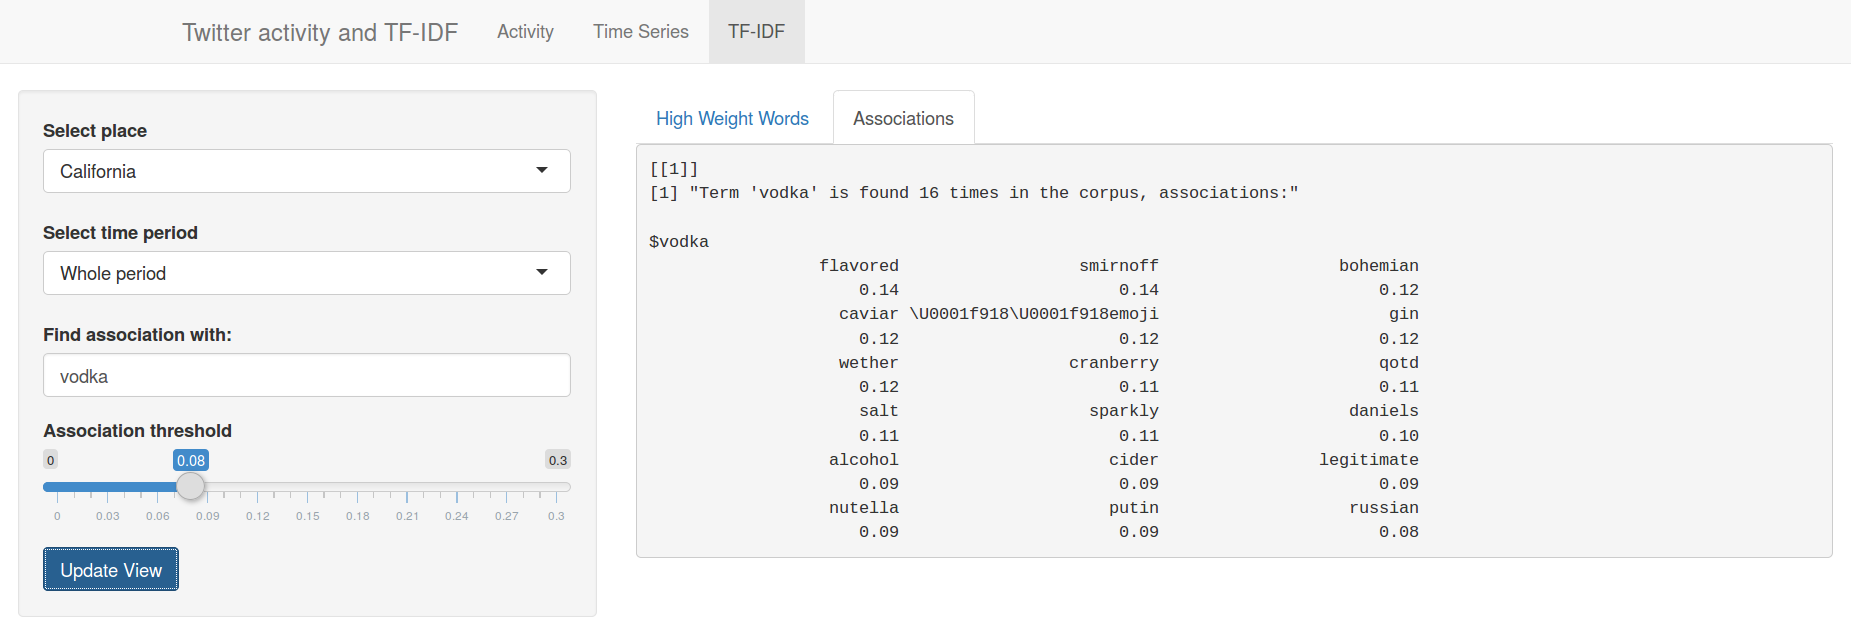 Twitter activity and TF-IDF Activity Time Series TF-IDF
Select place
California
Select time period
Whole period
Find association with:
vodka
Association threshold
0 0.08 0.3
0 0.03 0.06 0.09 0.12 0.15 0.18 0.21 0.24 0.27 0.3
Update View
High Weight Words Associations
[[1]]
[1] "Term 'vodka' is found 16 times in the corpus, associations:"
$vodka
flavored smirnoff bohemian
0.14 0.14 0.12
caviar \U0001f918\U0001f918emoji gin
0.12 0.12 0.12
wether cranberry qotd
0.12 0.11 0.11
salt sparkly daniels
0.11 0.11 0.10
alcohol cider legitimate
0.09 0.09 0.09
nutella putin russian
0.09 0.09 0.08